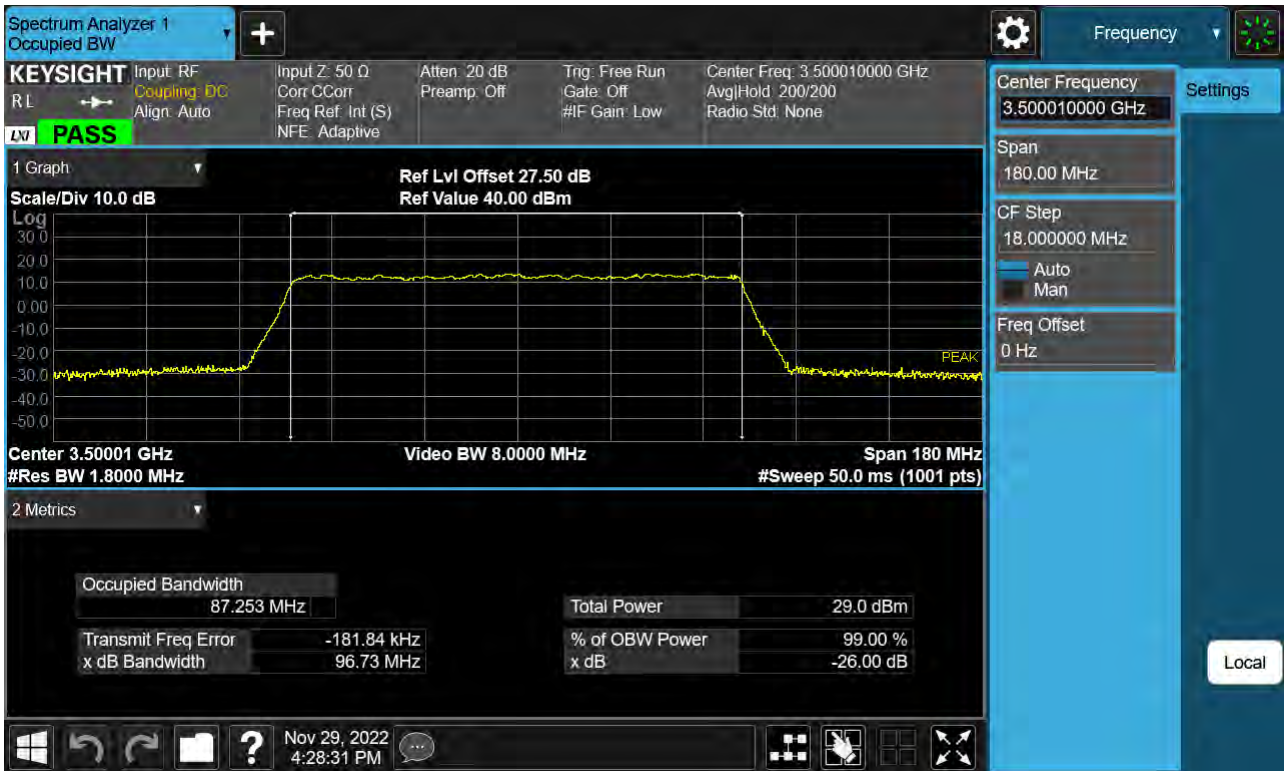 Spectrum Analyzer 1
Occupied BW
+
Frequency
KEYSIGHT
RL
LXI
PASS
Input: RF
Coupling: DC
Align: Auto
Input Z: 50 Ω
Corr CCorr
Freq Ref: Int (S)
NFE: Adaptive
Atten: 20 dB
Preamp: Off
Trig: Free Run
Gate: Off
#IF Gain: Low
Center Freq: 3.500010000 GHz
Avg|Hold: 200/200
Radio Std: None
Center Frequency
3.500010000 GHz
Settings
Span
180.00 MHz
CF Step
18.000000 MHz
Auto
Man
Freq Offset
0 Hz
Local
1 Graph
Scale/Div 10.0 dB
Ref Lvl Offset 27.50 dB
Ref Value 40.00 dBm
Log
30.0
20.0
10.0
0.00
-10.0
-20.0
-30.0
-40.0
-50.0
PEAK
Center 3.50001 GHz
Video BW 8.0000 MHz
Span 180 MHz
#Res BW 1.8000 MHz
#Sweep 50.0 ms (1001 pts)
2 Metrics
Occupied Bandwidth
87.253 MHz
Total Power 29.0 dBm
Transmit Freq Error -181.84 kHz
% of OBW Power 99.00 %
x dB Bandwidth 96.73 MHz
x dB -26.00 dB
?
Nov 29, 2022
4:28:31 PM